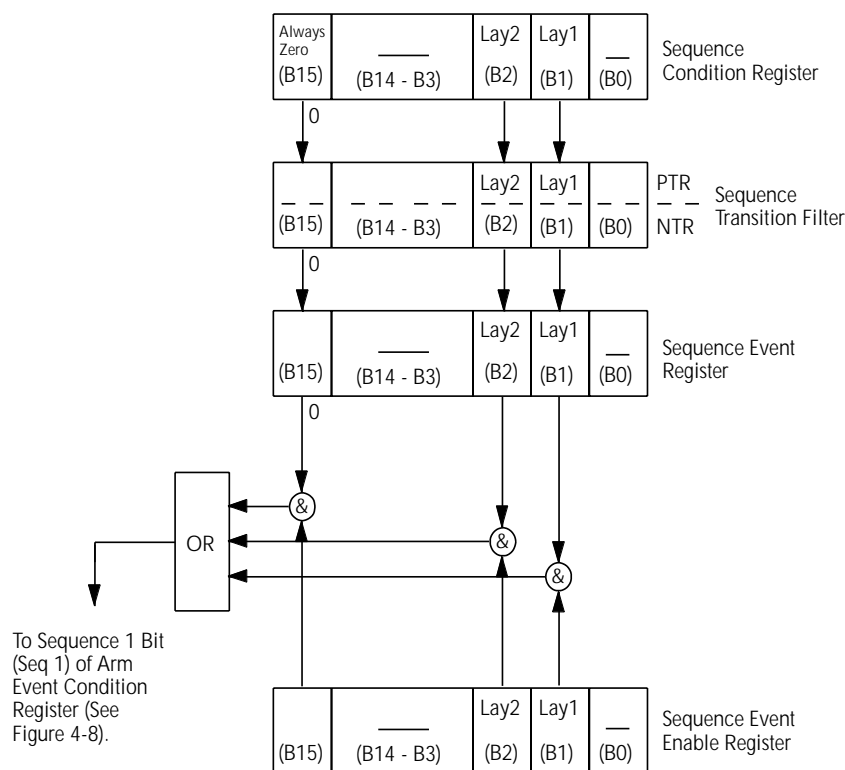 Always
Zero
(B15)
(B14 - B3)
Lay2
(B2)
Lay1
(B1)
(B0)
Sequence
Condition Register
0
(B15)
(B14 - B3)
Lay2
(B2)
Lay1
(B1)
(B0)
PTR
NTR
Sequence
Transition Filter
0
(B15)
(B14 - B3)
Lay2
(B2)
Lay1
(B1)
(B0)
Sequence Event
Register
0
&
OR
&
&
To Sequence 1 Bit
(Seq 1) of Arm
Event Condition
Register (See
Figure 4-8).
(B15)
(B14 - B3)
Lay2
(B2)
Lay1
(B1)
(B0)
Sequence Event
Enable Register